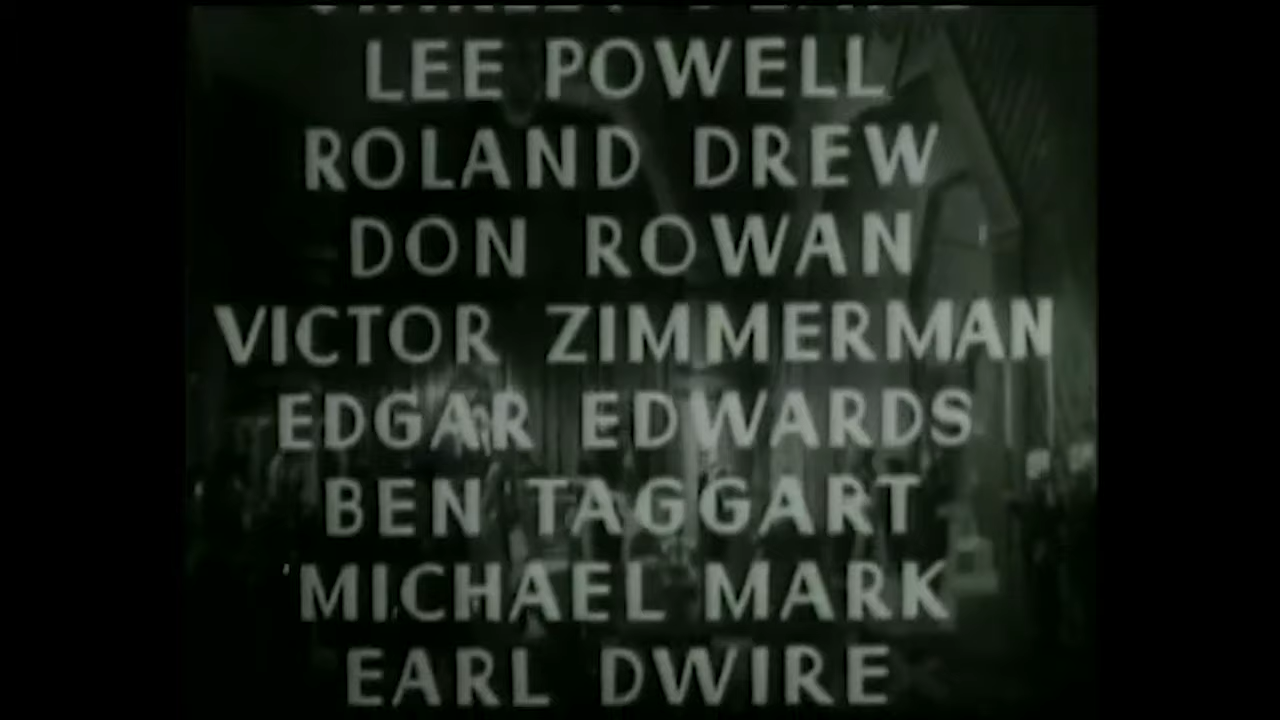 LEE POWELL
ROLAND DREW
DON ROWAN
VICTOR ZIMMERMAN
EDGAR EDWARDS
BEN TAGGART
MICHAEL MARK
EARL DWIRE